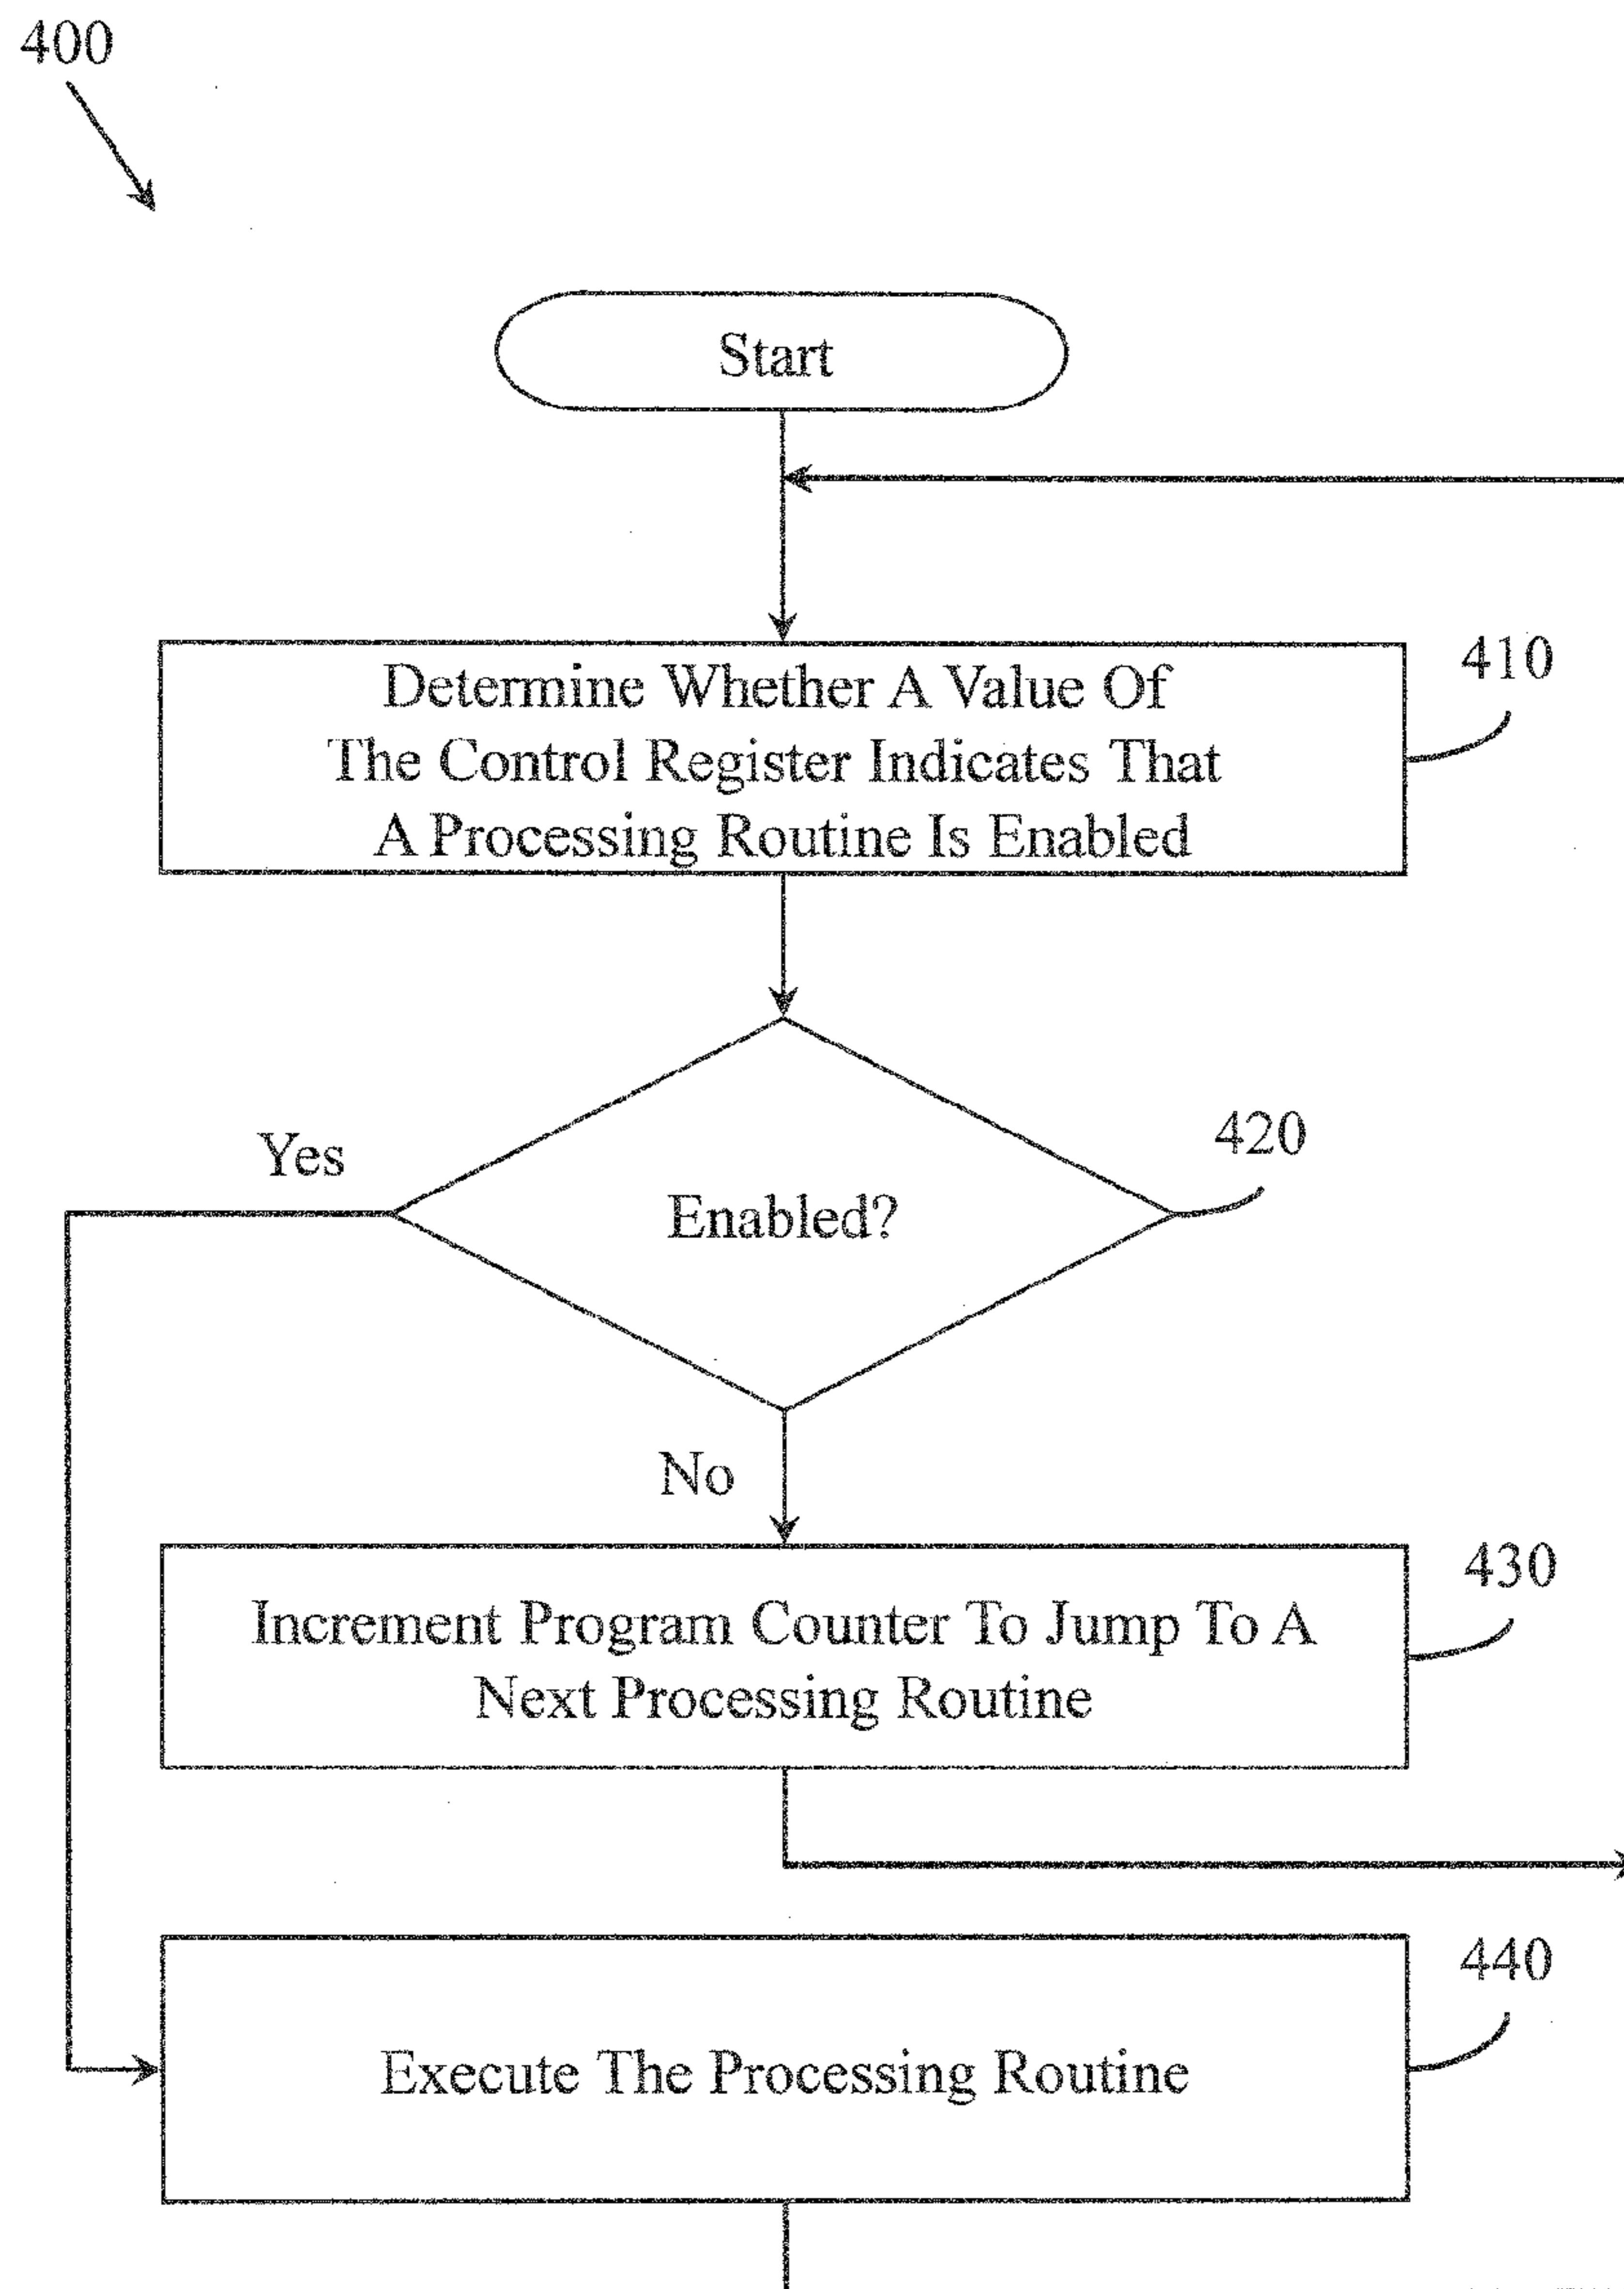 400
Start
Determine Whether A Value Of
The Control Register Indicates That
A Processing Routine Is Enabled
410
Yes
Enabled?
420
No
Increment Program Counter To Jump To A
Next Processing Routine
430
Execute The Processing Routine
440